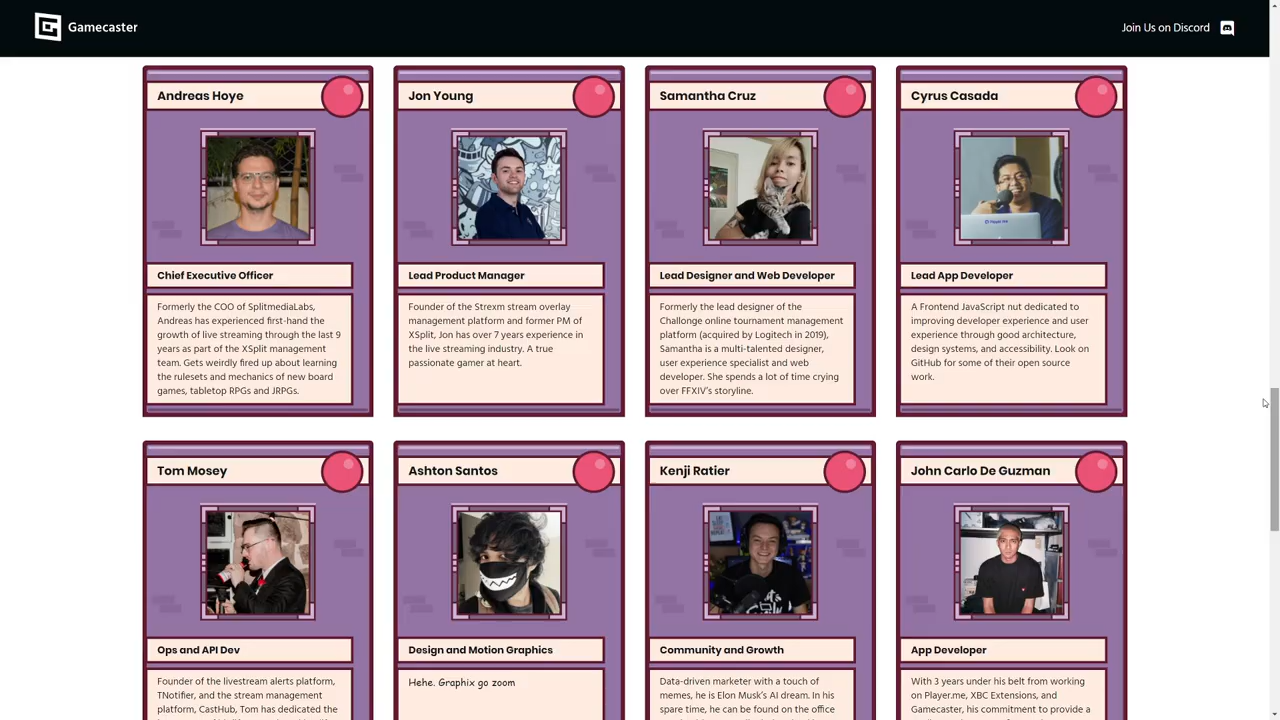 Gamecaster
Join Us on Discord
Andreas Hoye
Chief Executive Officer
Formerly the COO of SplitmediaLabs,
Andreas has experienced first-hand the
growth of live streaming through the last 9
years as part of the XSplit management
team. Gets weirdly fired up about learning
the rulesets and mechanics of new board
games, tabletop RPGs and JRPGs.
Jon Young
Lead Product Manager
Founder of the Strexm stream overlay
management platform and former PM of
XSplit, Jon has over 7 years experience in
the live streaming industry. A true
passionate gamer at heart.
Samantha Cruz
Lead Designer and Web Developer
Formerly the lead designer of the
Challonge online tournament management
platform (acquired by Logitech in 2019),
Samantha is a multi-talented designer,
user experience specialist and web
developer. She spends a lot of time crying
over FFXIV's storyline.
Cyrus Casada
Lead App Developer
A Frontend JavaScript nut dedicated to
improving developer experience and user
experience through good architecture,
design systems, and accessibility. Look on
GitHub for some of their open source
work.
Tom Mosey
Ops and API Dev
Founder of the livestream alerts platform,
TNotifier, and the stream management
platform, CastHub, Tom has dedicated the
Ashton Santos
Design and Motion Graphics
Hehe. Graphix go zoom
Kenji Ratier
Community and Growth
Data-driven marketer with a touch of
memes, he is Elon Musk's AI dream. In his
spare time, he can be found on the office
John Carlo De Guzman
App Developer
With 3 years under his belt from working
on Player.me, XBC Extensions, and
Gamecaster, his commitment to provide a